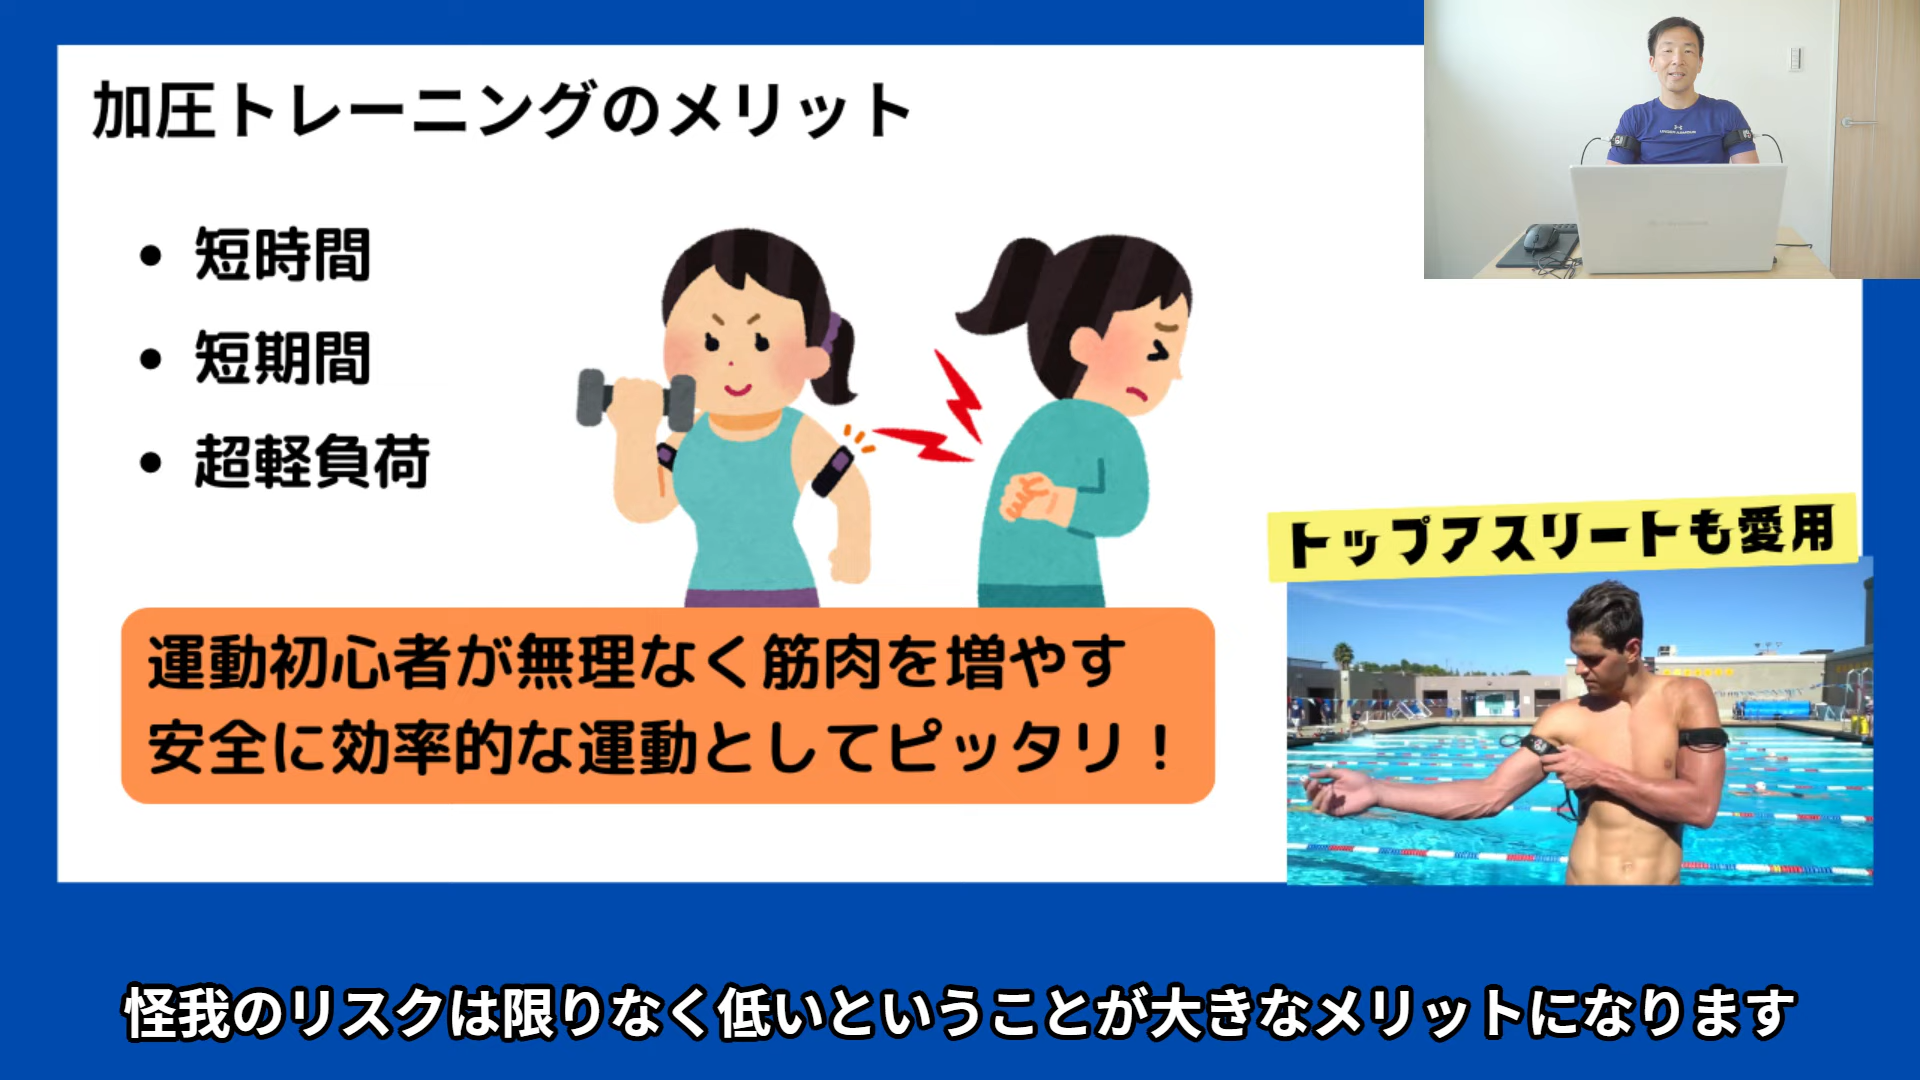 加圧トレーニングのメリット
• 短時間
• 短期間
• 超軽負荷
運動初心者が無理なく筋肉を増やす
安全に効率的な運動としてピッタリ！
トップアスリートも愛用
怪我のリスクは限りなく低いということが大きなメリットになります